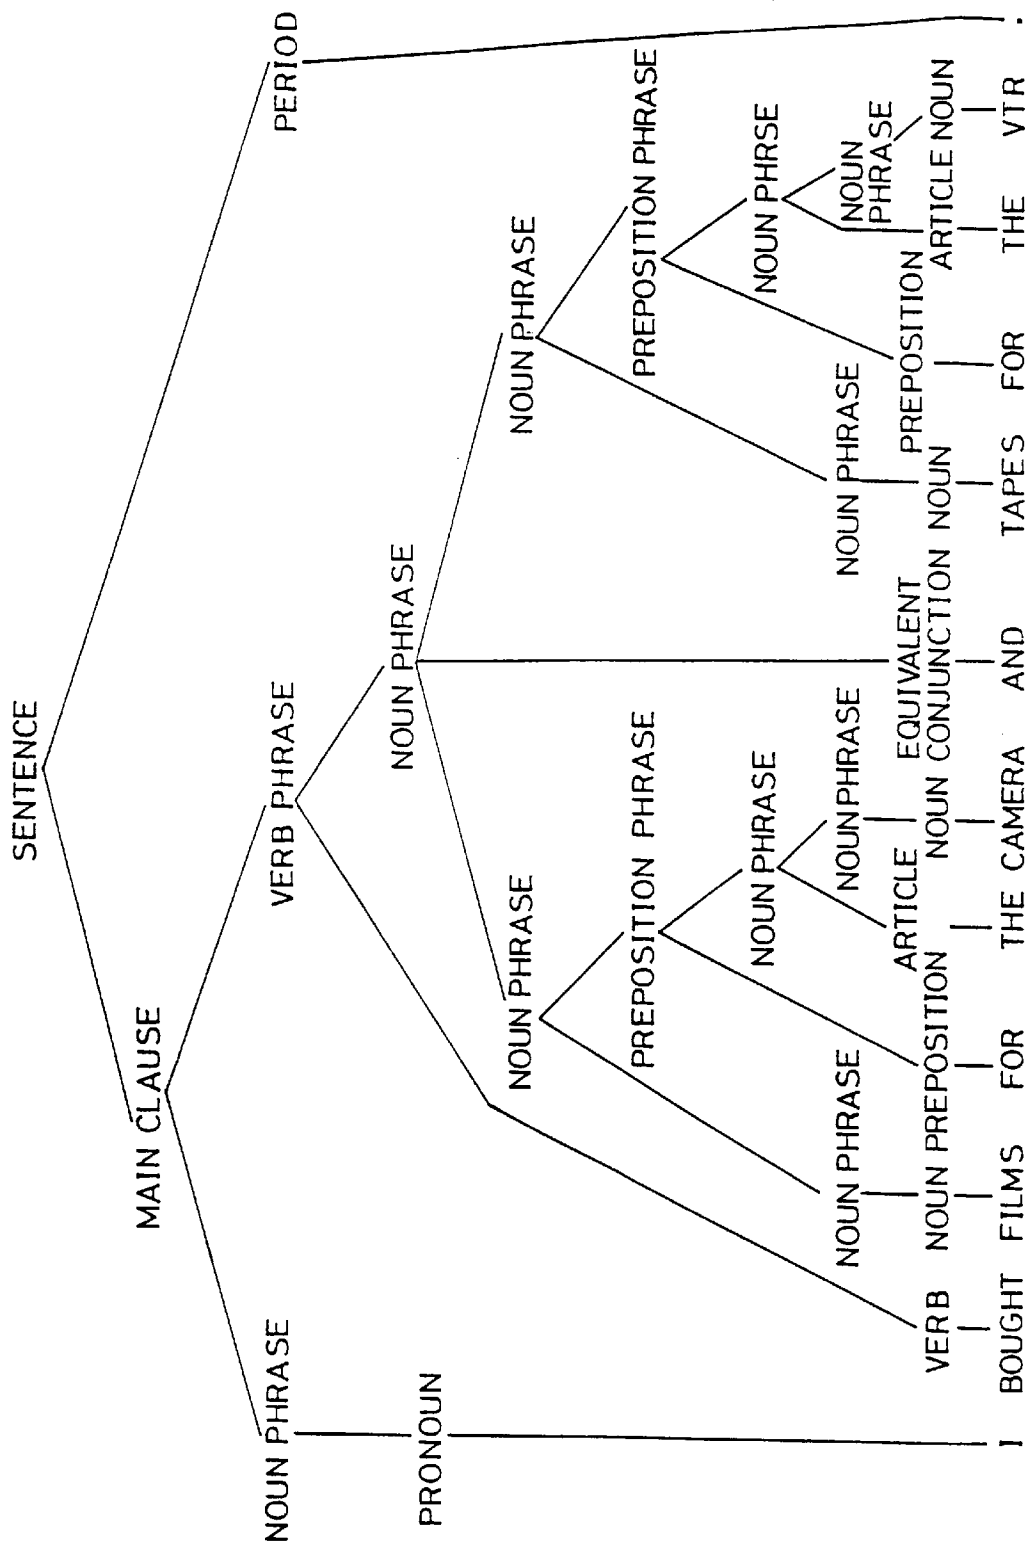 SENTENCE
MAIN CLAUSE
NOUN PHRASE
VERB PHRASE
PERIOD
PRONOUN
NOUN PHRASE
NOUN PHRASE
NOUN PHRASE
PREPOSITION PHRASE
PREPOSITION PHRASE
NOUN PHRASE
NOUN PHRSE
NOUN PHRASE
NOUN PHRASE
NOUN PHRASE
NOUN
PHRASE
VERB NOUN PREPOSITION ARTICLE NOUN EQUIVALENT
CONJUNCTION NOUN PREPOSITION ARTICLE NOUN
I BOUGHT FILMS FOR THE CAMERA AND TAPES FOR THE VTR .